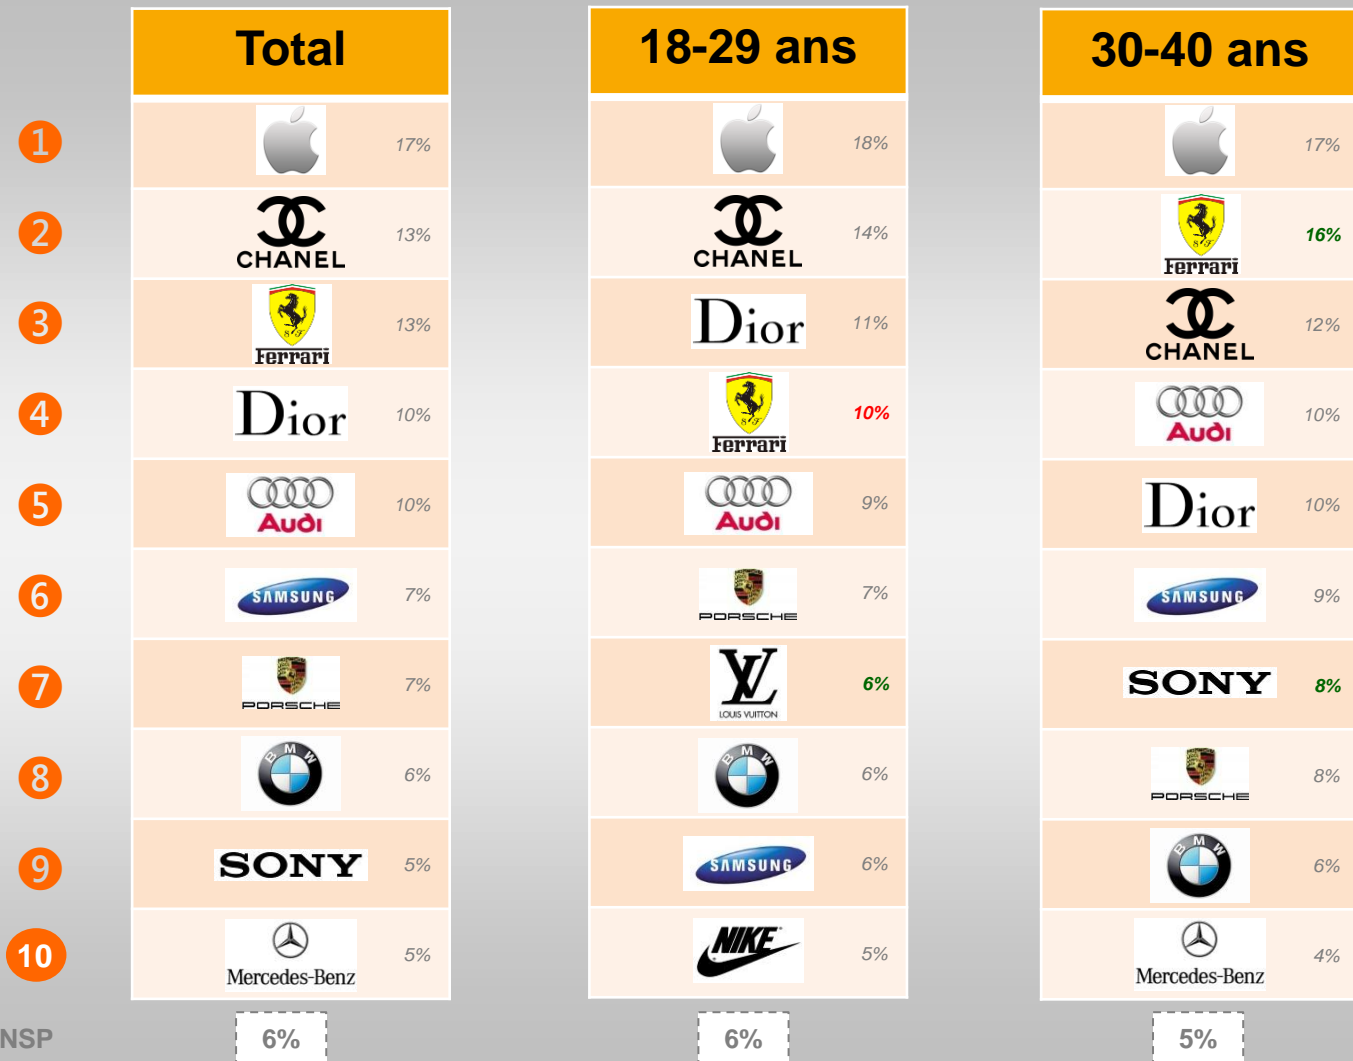 Total 18-29 ans 30-40 ans
1 17% 18% 17%
2 CHANEL 13% CHANEL 14% Ferrari 16%
3 Ferrari 13% Dior 11% CHANEL 12%
4 Dior 10% Ferrari 10% Audi 10%
5 Audi 10% Audi 9% Dior 10%
6 SAMSUNG 7% PORSCHE 7% SAMSUNG 9%
7 PORSCHE 7% LV LOUIS VUITTON 6% SONY 8%
8 BMW 6% BMW 6% PORSCHE 8%
9 SONY 5% SAMSUNG 6% BMW 6%
10 Mercedes-Benz 5% NIKE 5% Mercedes-Benz 4%
NSP 6% 6% 5%